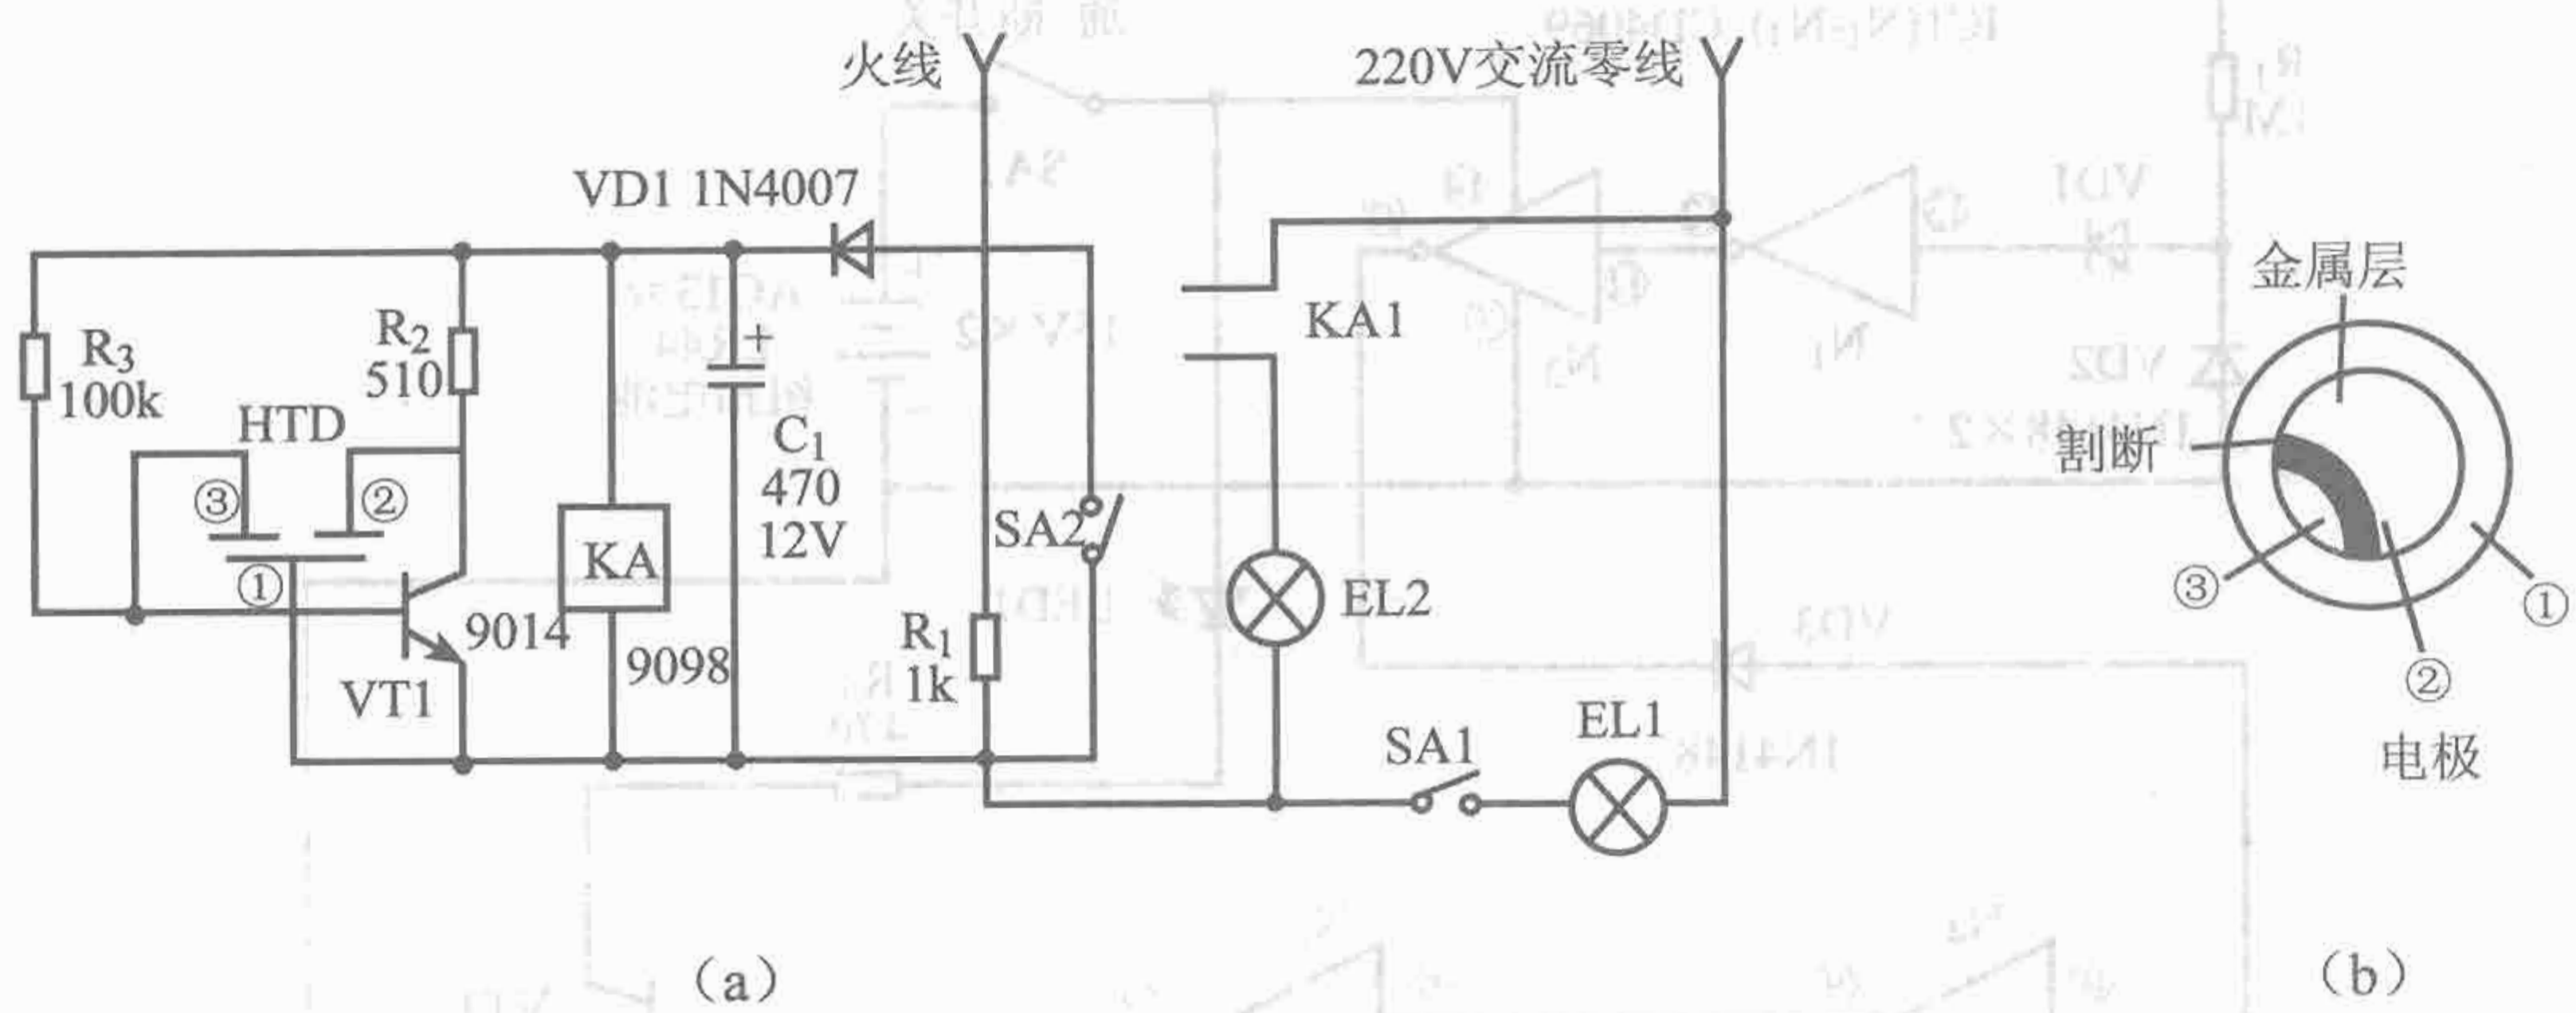 火线
220V交流零线
VD1 1N4007
R3
100k
R2
510
HTD
③
②
①
+
C1
470
12V
KA
9098
9014
VT1
SA2
R1
1k
KA1
EL2
SA1
EL1
金属层
割断
③
①
②
电极
(a)
(b)